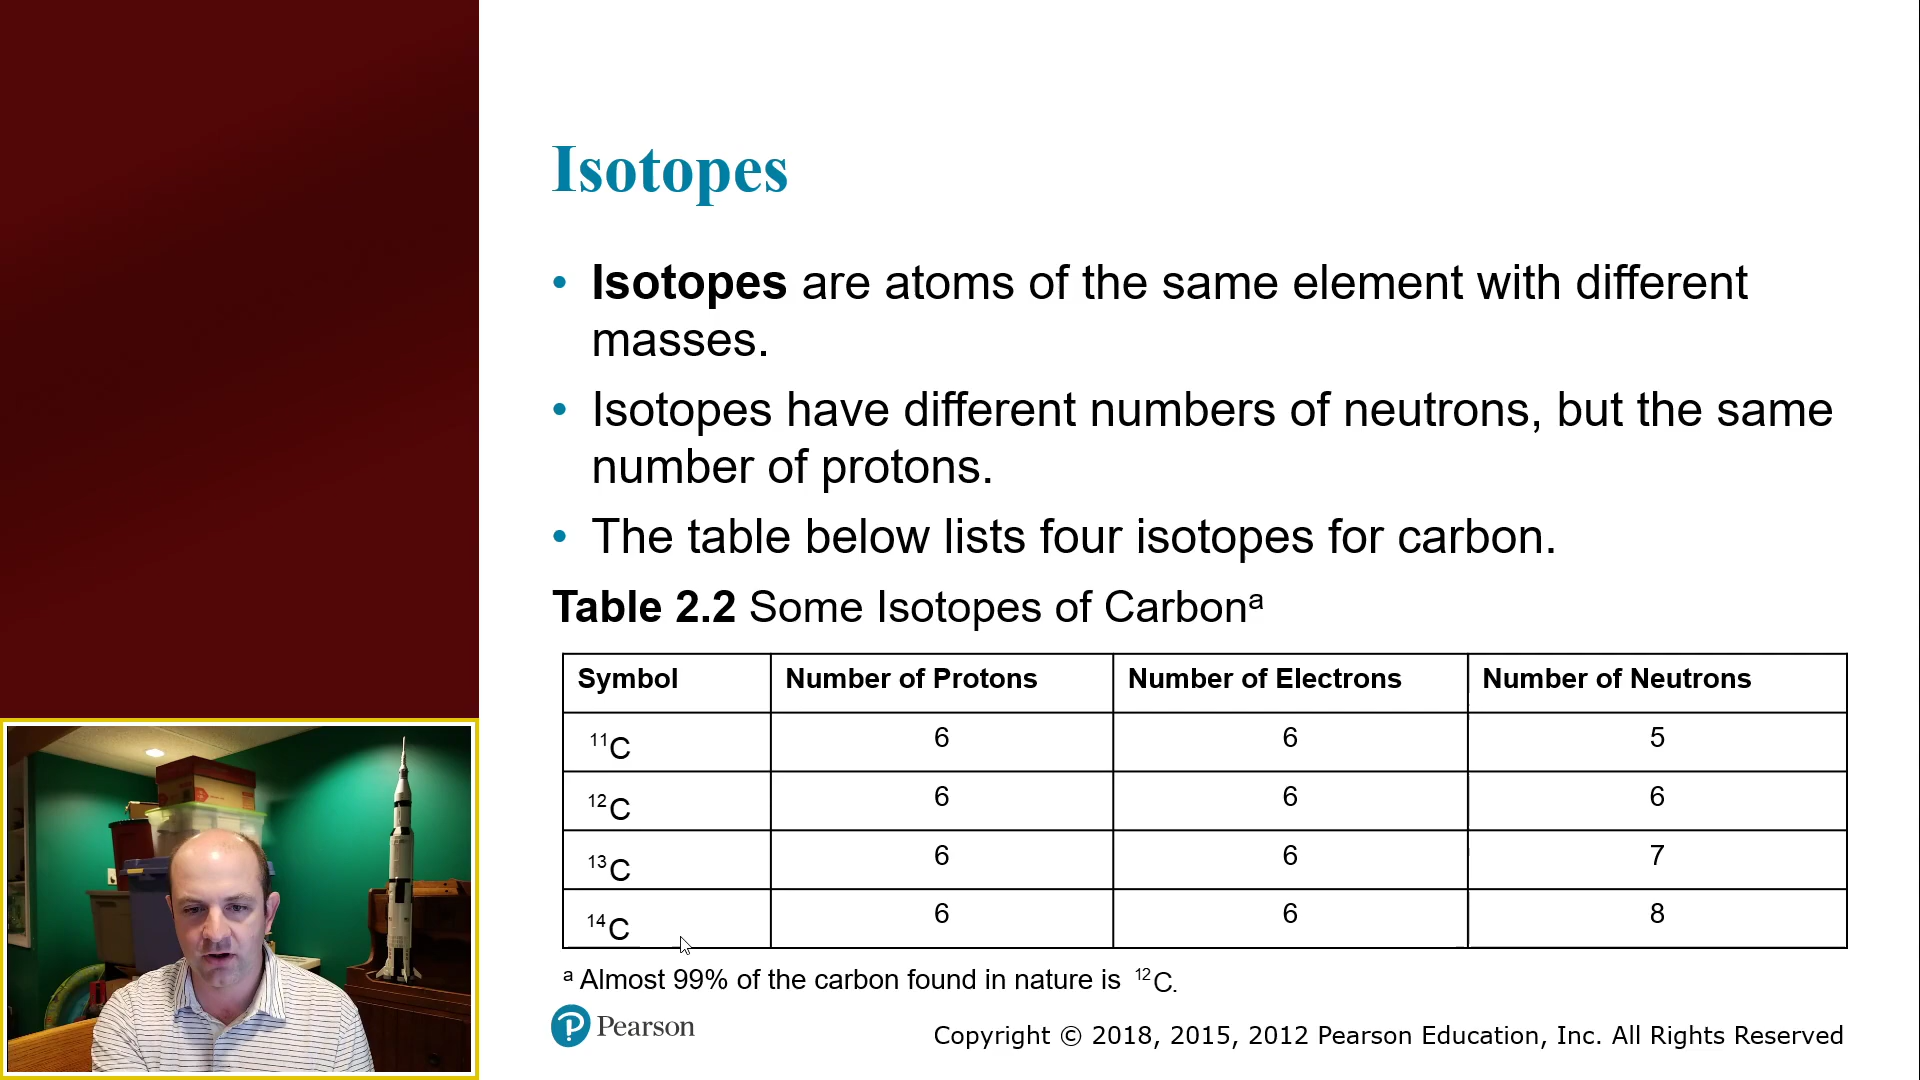 Isotopes
• Isotopes are atoms of the same element with different
masses.
• Isotopes have different numbers of neutrons, but the same
number of protons.
• The table below lists four isotopes for carbon.
Table 2.2 Some Isotopes of Carbonᵃ
Symbol Number of Protons Number of Electrons Number of Neutrons
¹¹C 6 6 5
¹²C 6 6 6
¹³C 6 6 7
¹⁴C 6 6 8
ᵃ Almost 99% of the carbon found in nature is ¹²C.
Pearson
Copyright © 2018, 2015, 2012 Pearson Education, Inc. All Rights Reserved